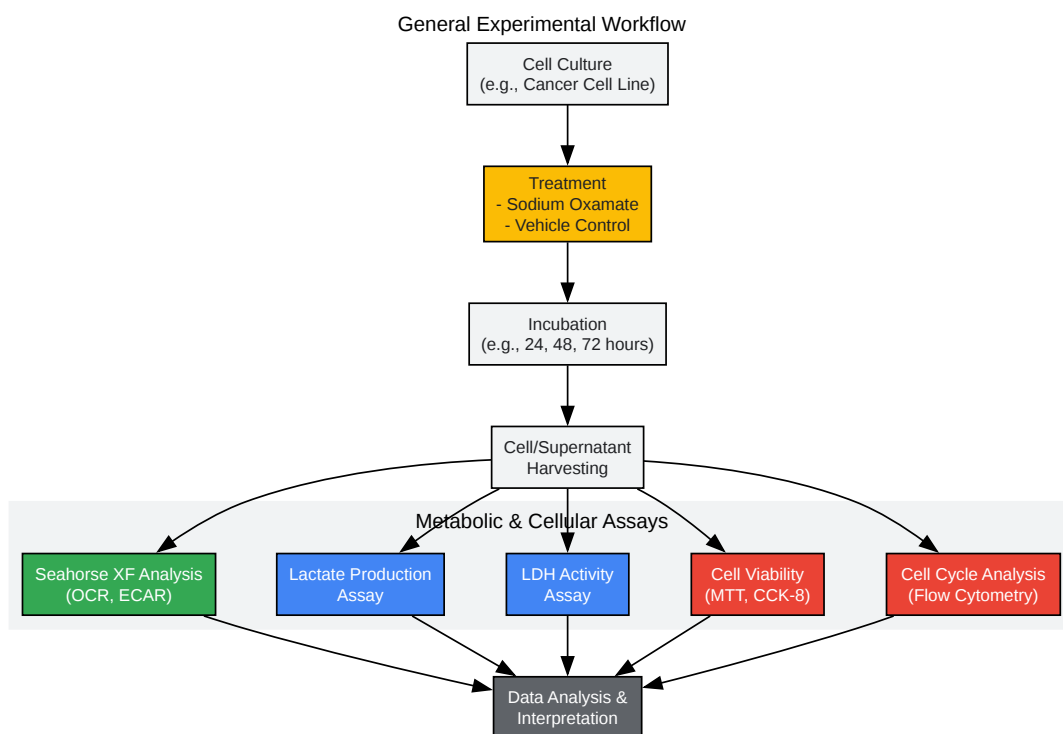 General Experimental Workflow
Cell Culture
(e.g., Cancer Cell Line)
Treatment
- Sodium Oxamate
- Vehicle Control
Incubation
(e.g., 24, 48, 72 hours)
Cell/Supernatant
Harvesting
Metabolic & Cellular Assays
Seahorse XF Analysis
(OCR, ECAR)
Lactate Production
Assay
LDH Activity
Assay
Cell Viability
(MTT, CCK-8)
Cell Cycle Analysis
(Flow Cytometry)
Data Analysis &
Interpretation